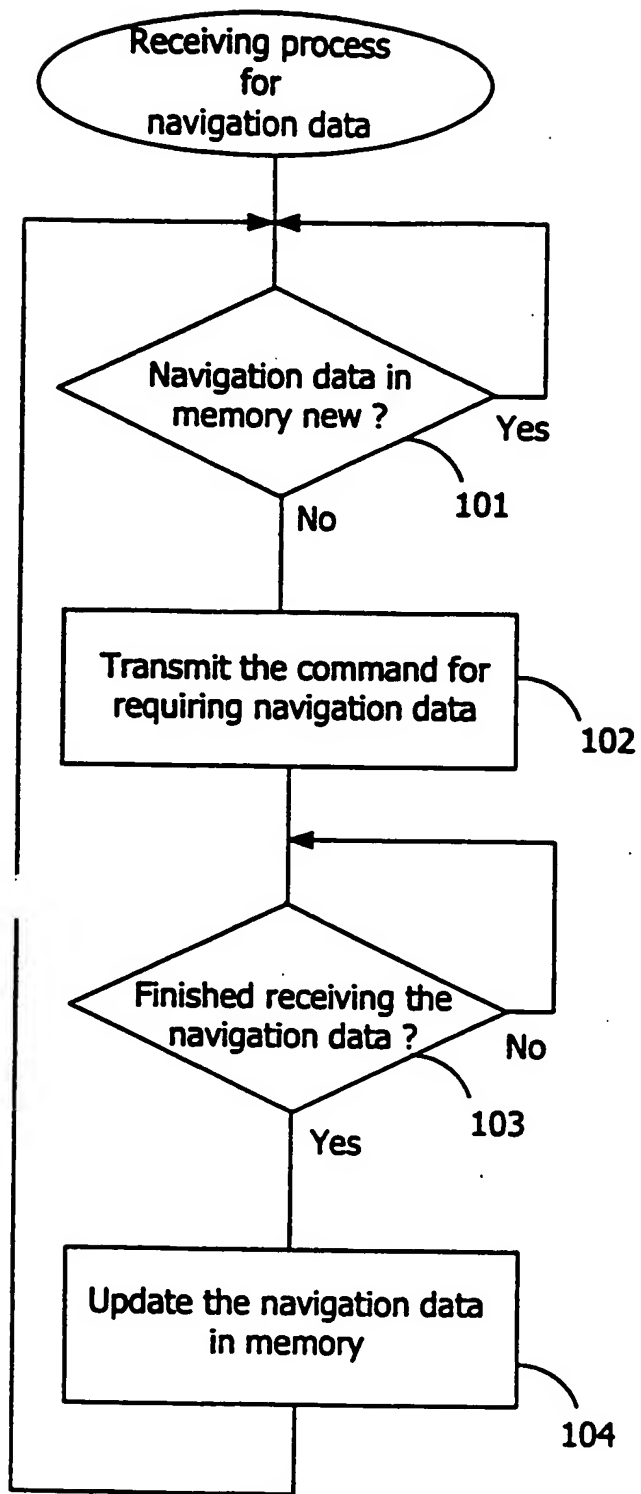 Receiving process
for
navigation data
Navigation data in
memory new ?
Yes
101
No
Transmit the command for
requiring navigation data
102
Finished receiving the
navigation data ?
No
103
Yes
Update the navigation data
in memory
104